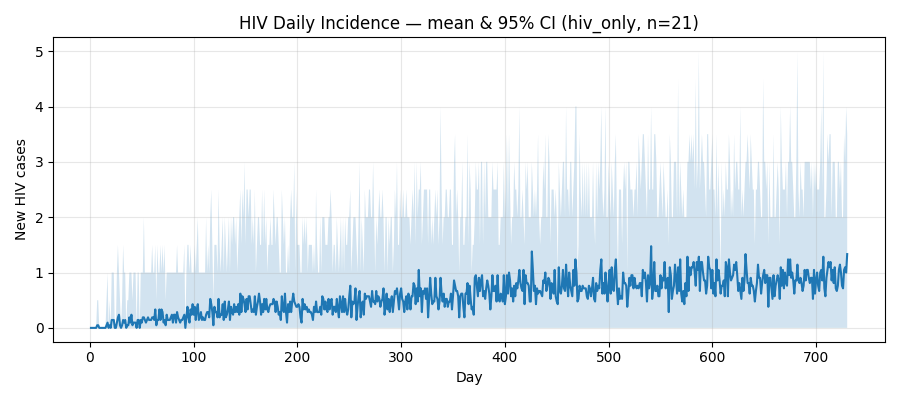 HIV Daily Incidence — mean & 95% CI (hiv_only, n=21)
5
4
3
2
1
0
New HIV cases
0 100 200 300 400 500 600 700
Day